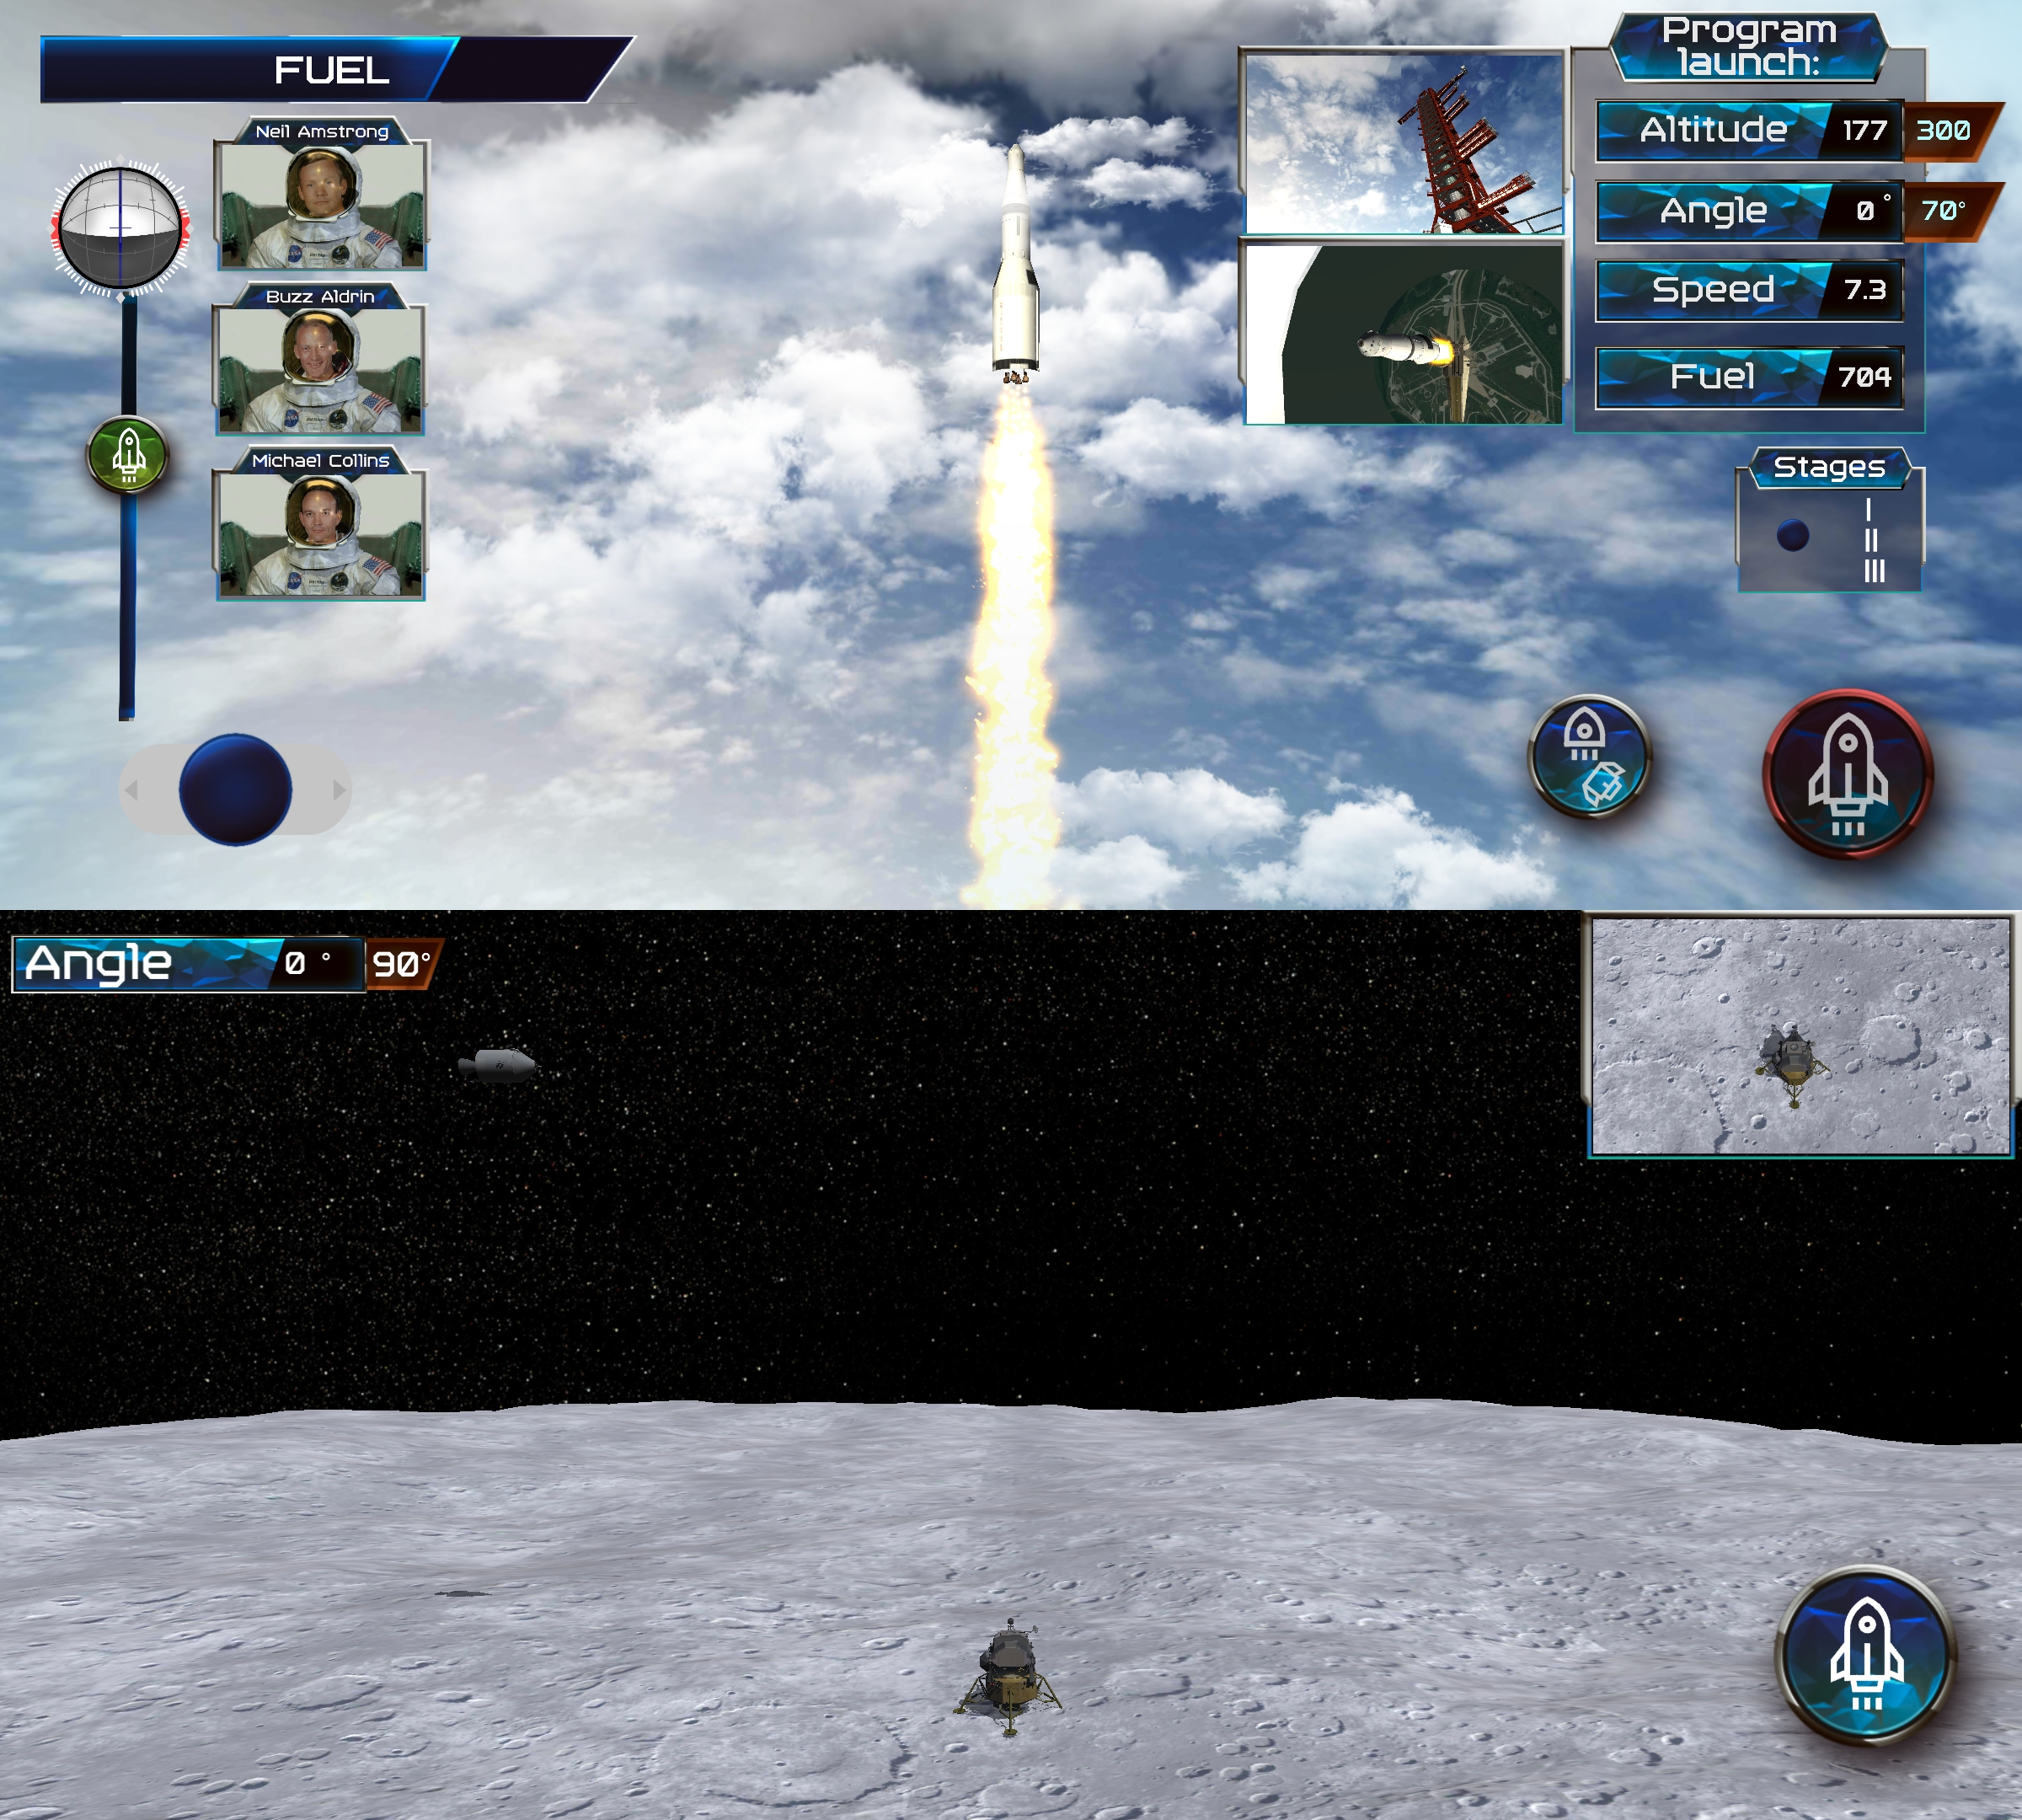 FUEL
Neil Amstrong
Buzz Aldrin
Michael Collins
Program
launch:
Altitude 177 300
Angle 0° 70°
Speed 7.3
Fuel 704
Stages
I
II
III
Angle 0 ° 90°